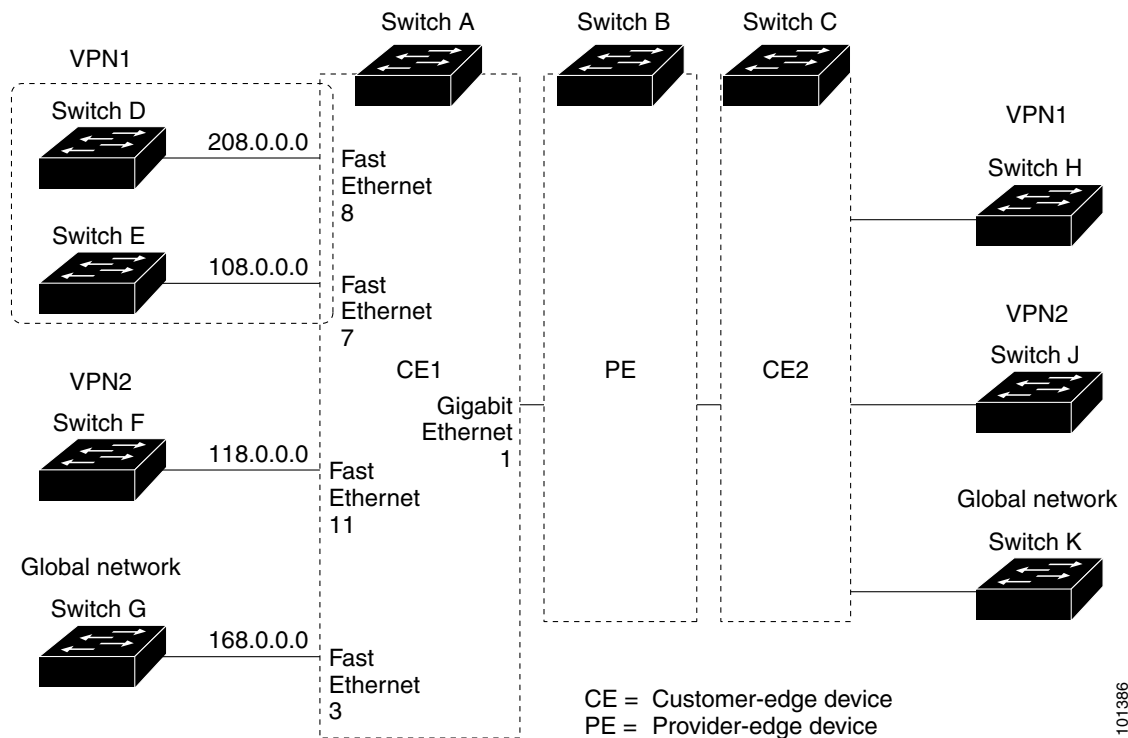 Switch A
Switch B
Switch C
VPN1
Switch D
208.0.0.0
Fast
Ethernet
8
Switch E
108.0.0.0
Fast
Ethernet
7
VPN2
Switch F
118.0.0.0
Fast
Ethernet
11
Global network
Switch G
168.0.0.0
Fast
Ethernet
3
CE1
Gigabit
Ethernet
1
PE
CE2
VPN1
Switch H
VPN2
Switch J
Global network
Switch K
CE = Customer-edge device
PE = Provider-edge device
101386